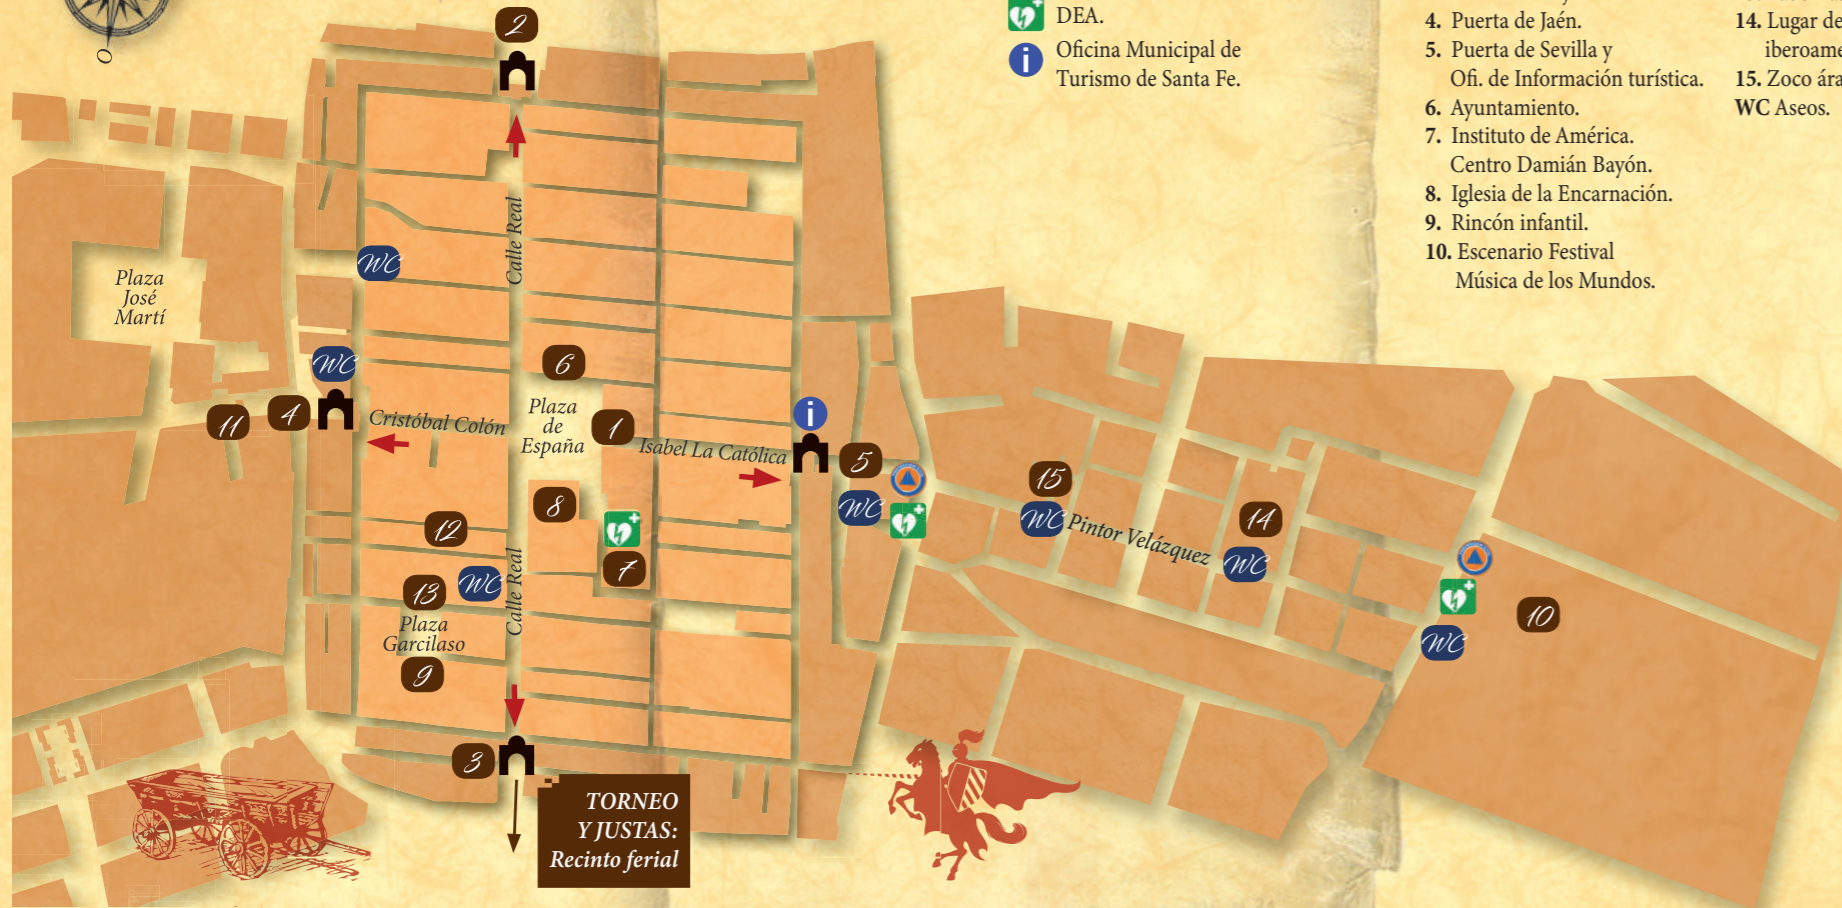 O
2
DEA.
i
Oficina Municipal de
Turismo de Santa Fe.
4. Puerta de Jaén.
5. Puerta de Sevilla y
Ofi. de Información turística.
6. Ayuntamiento.
7. Instituto de América.
Centro Damián Bayón.
8. Iglesia de la Encarnación.
9. Rincón infantil.
10. Escenario Festival
Música de los Mundos.
14. Lugar de
iberoame
15. Zoco ára
WC Aseos.
Calle Real
WC
Plaza
José
Martí
WC
6
11
4
Cristóbal Colón
Plaza
de
España
1
i
Isabel La Católica
5
WC
15
WC
Pintor Velázquez
14
WC
8
12
7
13
WC
Calle Real
Plaza
Garcilaso
9
10
WC
3
TORNEO
Y JUSTAS:
Recinto ferial